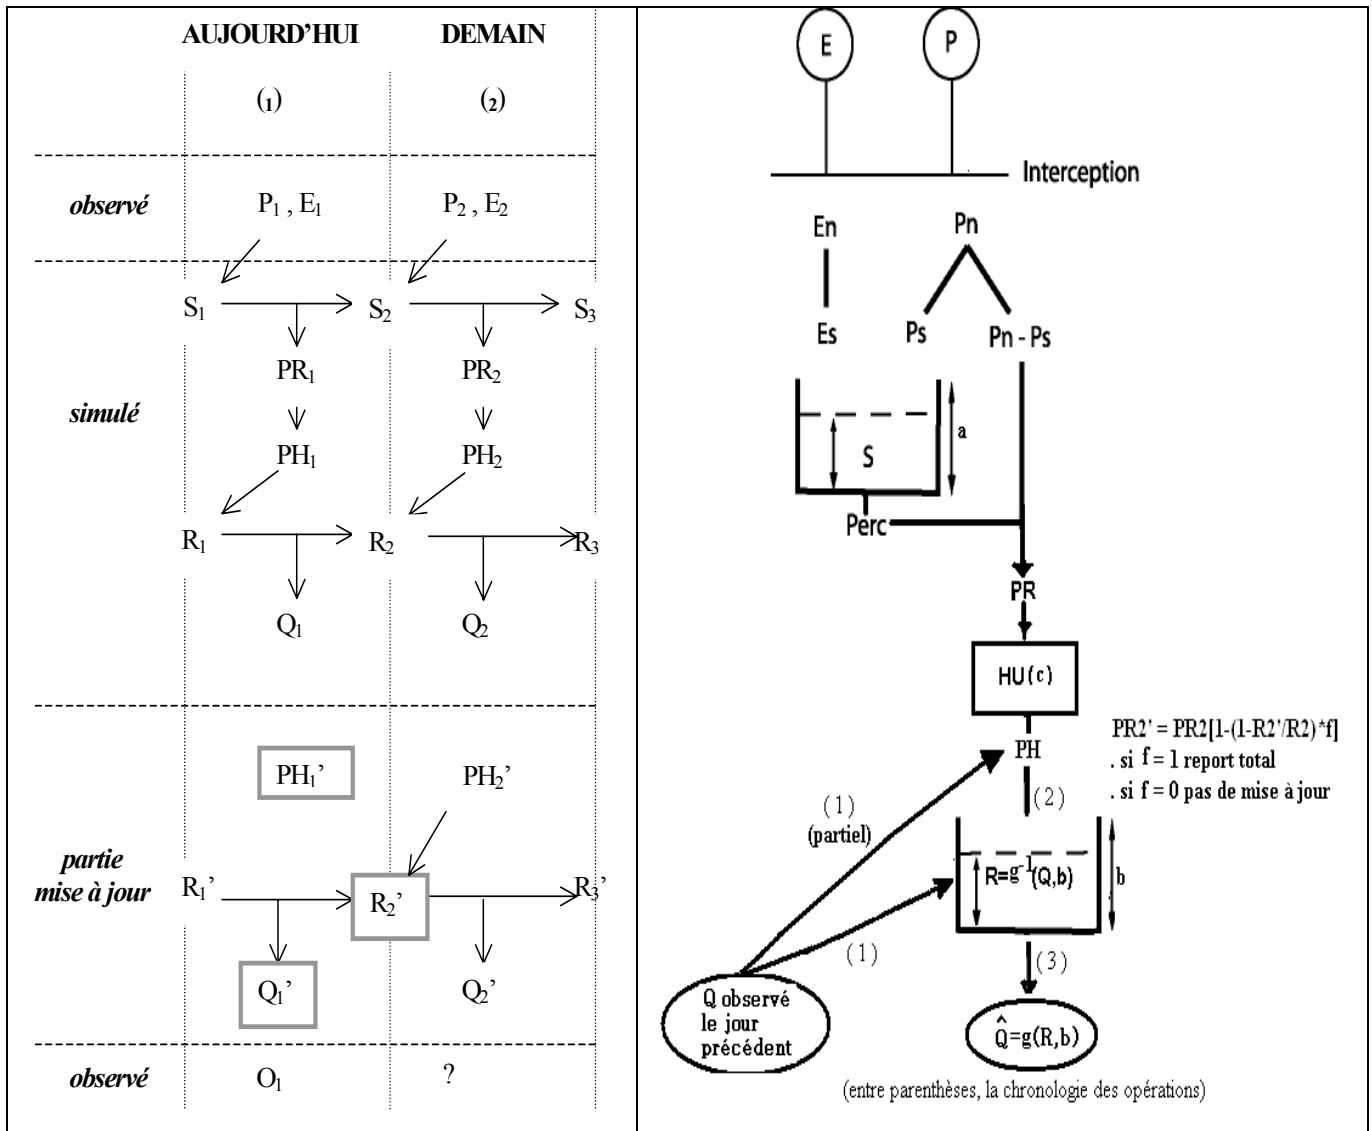 AUJOURD'HUI DEMAIN
(1) (2)
observé P1 , E1 P2 , E2
S1 S2 S3
PR1 PR2
simulé
PH1 PH2
R1 R2 R3
Q1 Q2
PH1' PH2'
partie
mise à jour R1' R2' R3'
Q1' Q2'
observé O1 ?
E P
Interception
En Pn
Es Ps Pn - Ps
a
S
Perc
PR
HU(c)
PH
PR2' = PR2[1-(1-R2'/R2)*f]
. si f = 1 report total
. si f = 0 pas de mise à jour
(1)
(partiel)
(2)
R=g-1(Q,b) b
(1)
(3)
Q observé
le jour
précédent
Q̂=g(R,b)
(entre parenthèses, la chronologie des opérations)